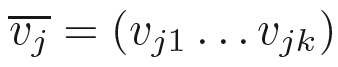 $\overline{v_j} = (v_{j1} \ldots v_{jk})$